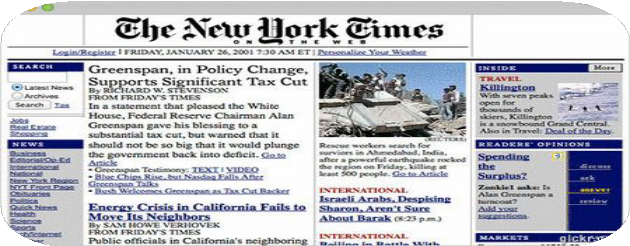 The New York Times
ON THE WEB
Login/Register | FRIDAY, JANUARY 26, 2001 7:30 AM ET | Personalize Your Weather
SEARCH
Latest News
Archives
Search Tips
Jobs
Real Estate
Shopping
NEWS
Business
Editorial/Op-Ed
International
National
New York Region
NYT Front Page
Obituaries
Politics
Quick News
Health
Science
Sports
Tech/Internet
Greenspan, in Policy Change,
Supports Significant Tax Cut
By RICHARD W. STEVENSON
FROM FRIDAY'S TIMES
In a statement that pleased the White
House, Federal Reserve Chairman Alan
Greenspan gave his blessing to a
substantial tax cut, but warned that it
should not be so big that it would plunge
the government back into deficit. Go to
Article
• Greenspan Testimony: TEXT | VIDEO
• Blue Chips Rise, but Nasdaq Falls After
Greenspan Talks
• Bush Welcomes Greenspan as Tax Cut Backer
Energy Crisis in California Fails to
Move Its Neighbors
By SAM HOWE VERHOVEK
FROM FRIDAY'S TIMES
Public officials in California's neighboring
(REUTERS)
Rescue workers search for
surviors in Ahmedabad, India,
after a powerful earthquake rocked
the region on Friday, killing at
least 500 people. Go to Article
INTERNATIONAL
Israeli Arabs, Despising
Sharon, Aren't Sure
About Barak (8:23 p.m.)
INTERNATIONAL
Beijing in Battle With
INSIDE More
TRAVEL
Killington
With seven peaks
open for
thousands of
skiers, Killington
is a snowbound Grand Central.
Also in Travel: Deal of the Day.
READERS' OPINIONS
Spending
the
Surplus?
Zonkie1 asks: Is
Alan Greenspan a
turncoat?
Add your
suggestions.
?
discuss
ask
answer
review
MARKETS